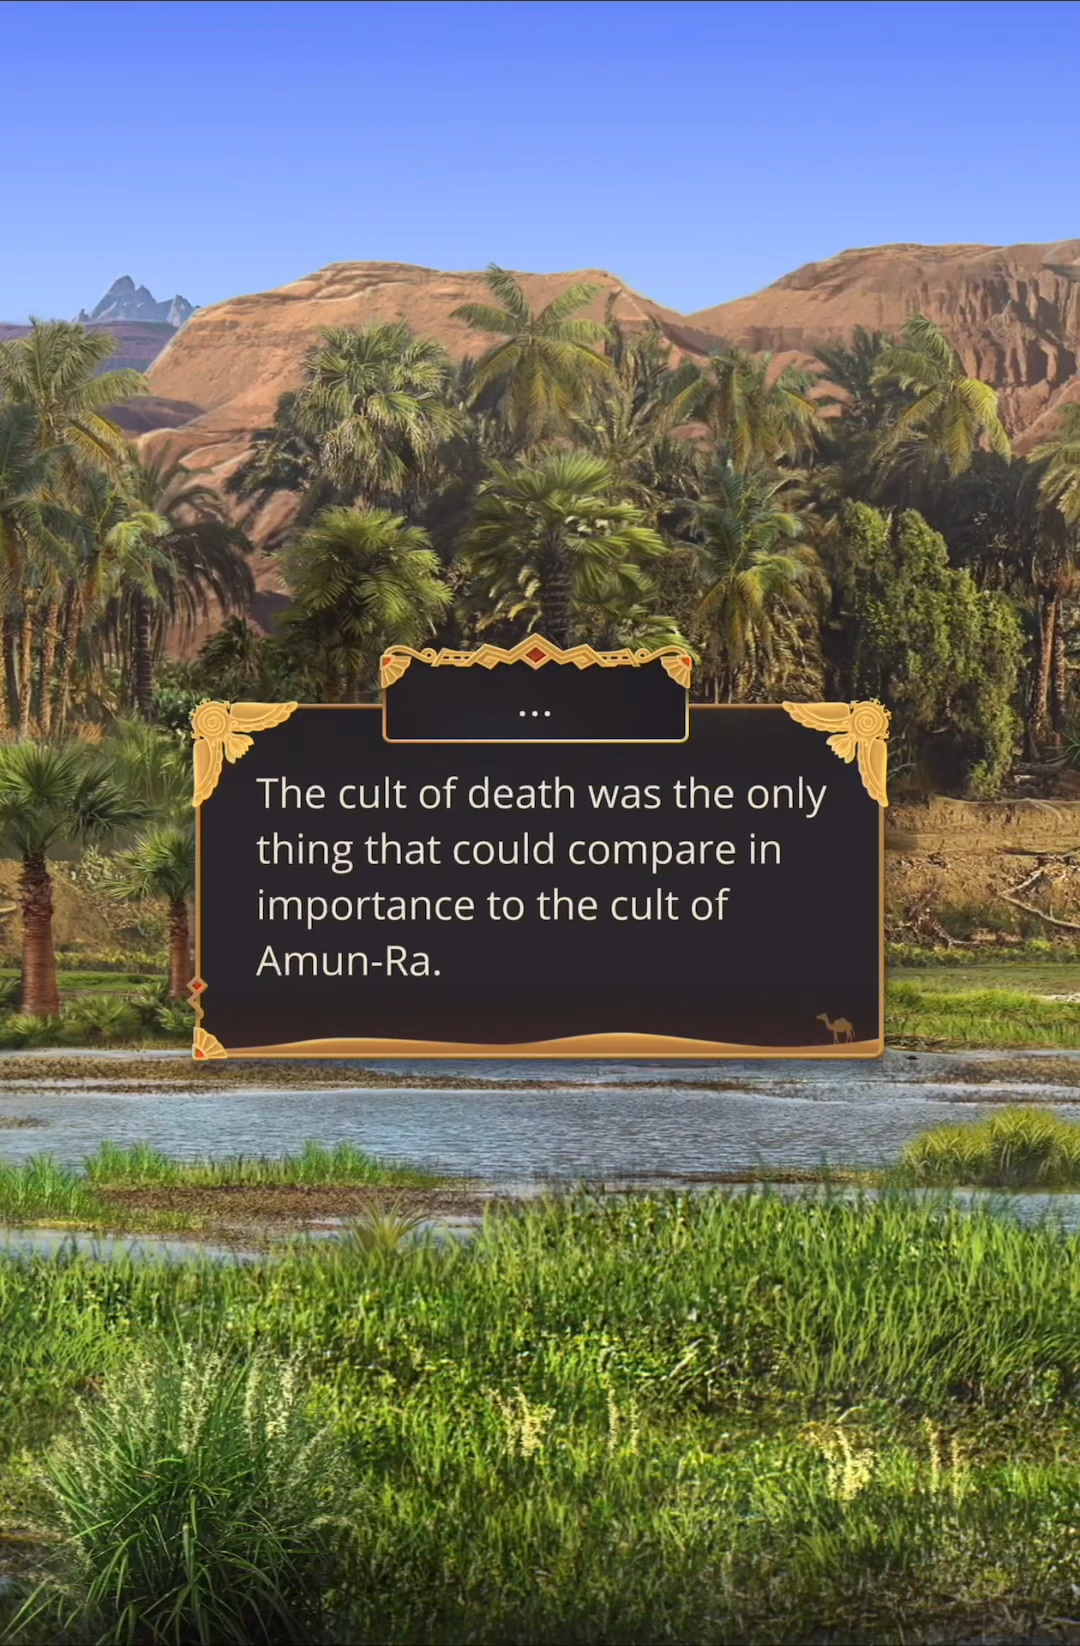 ...
The cult of death was the only
thing that could compare in
importance to the cult of
Amun-Ra.